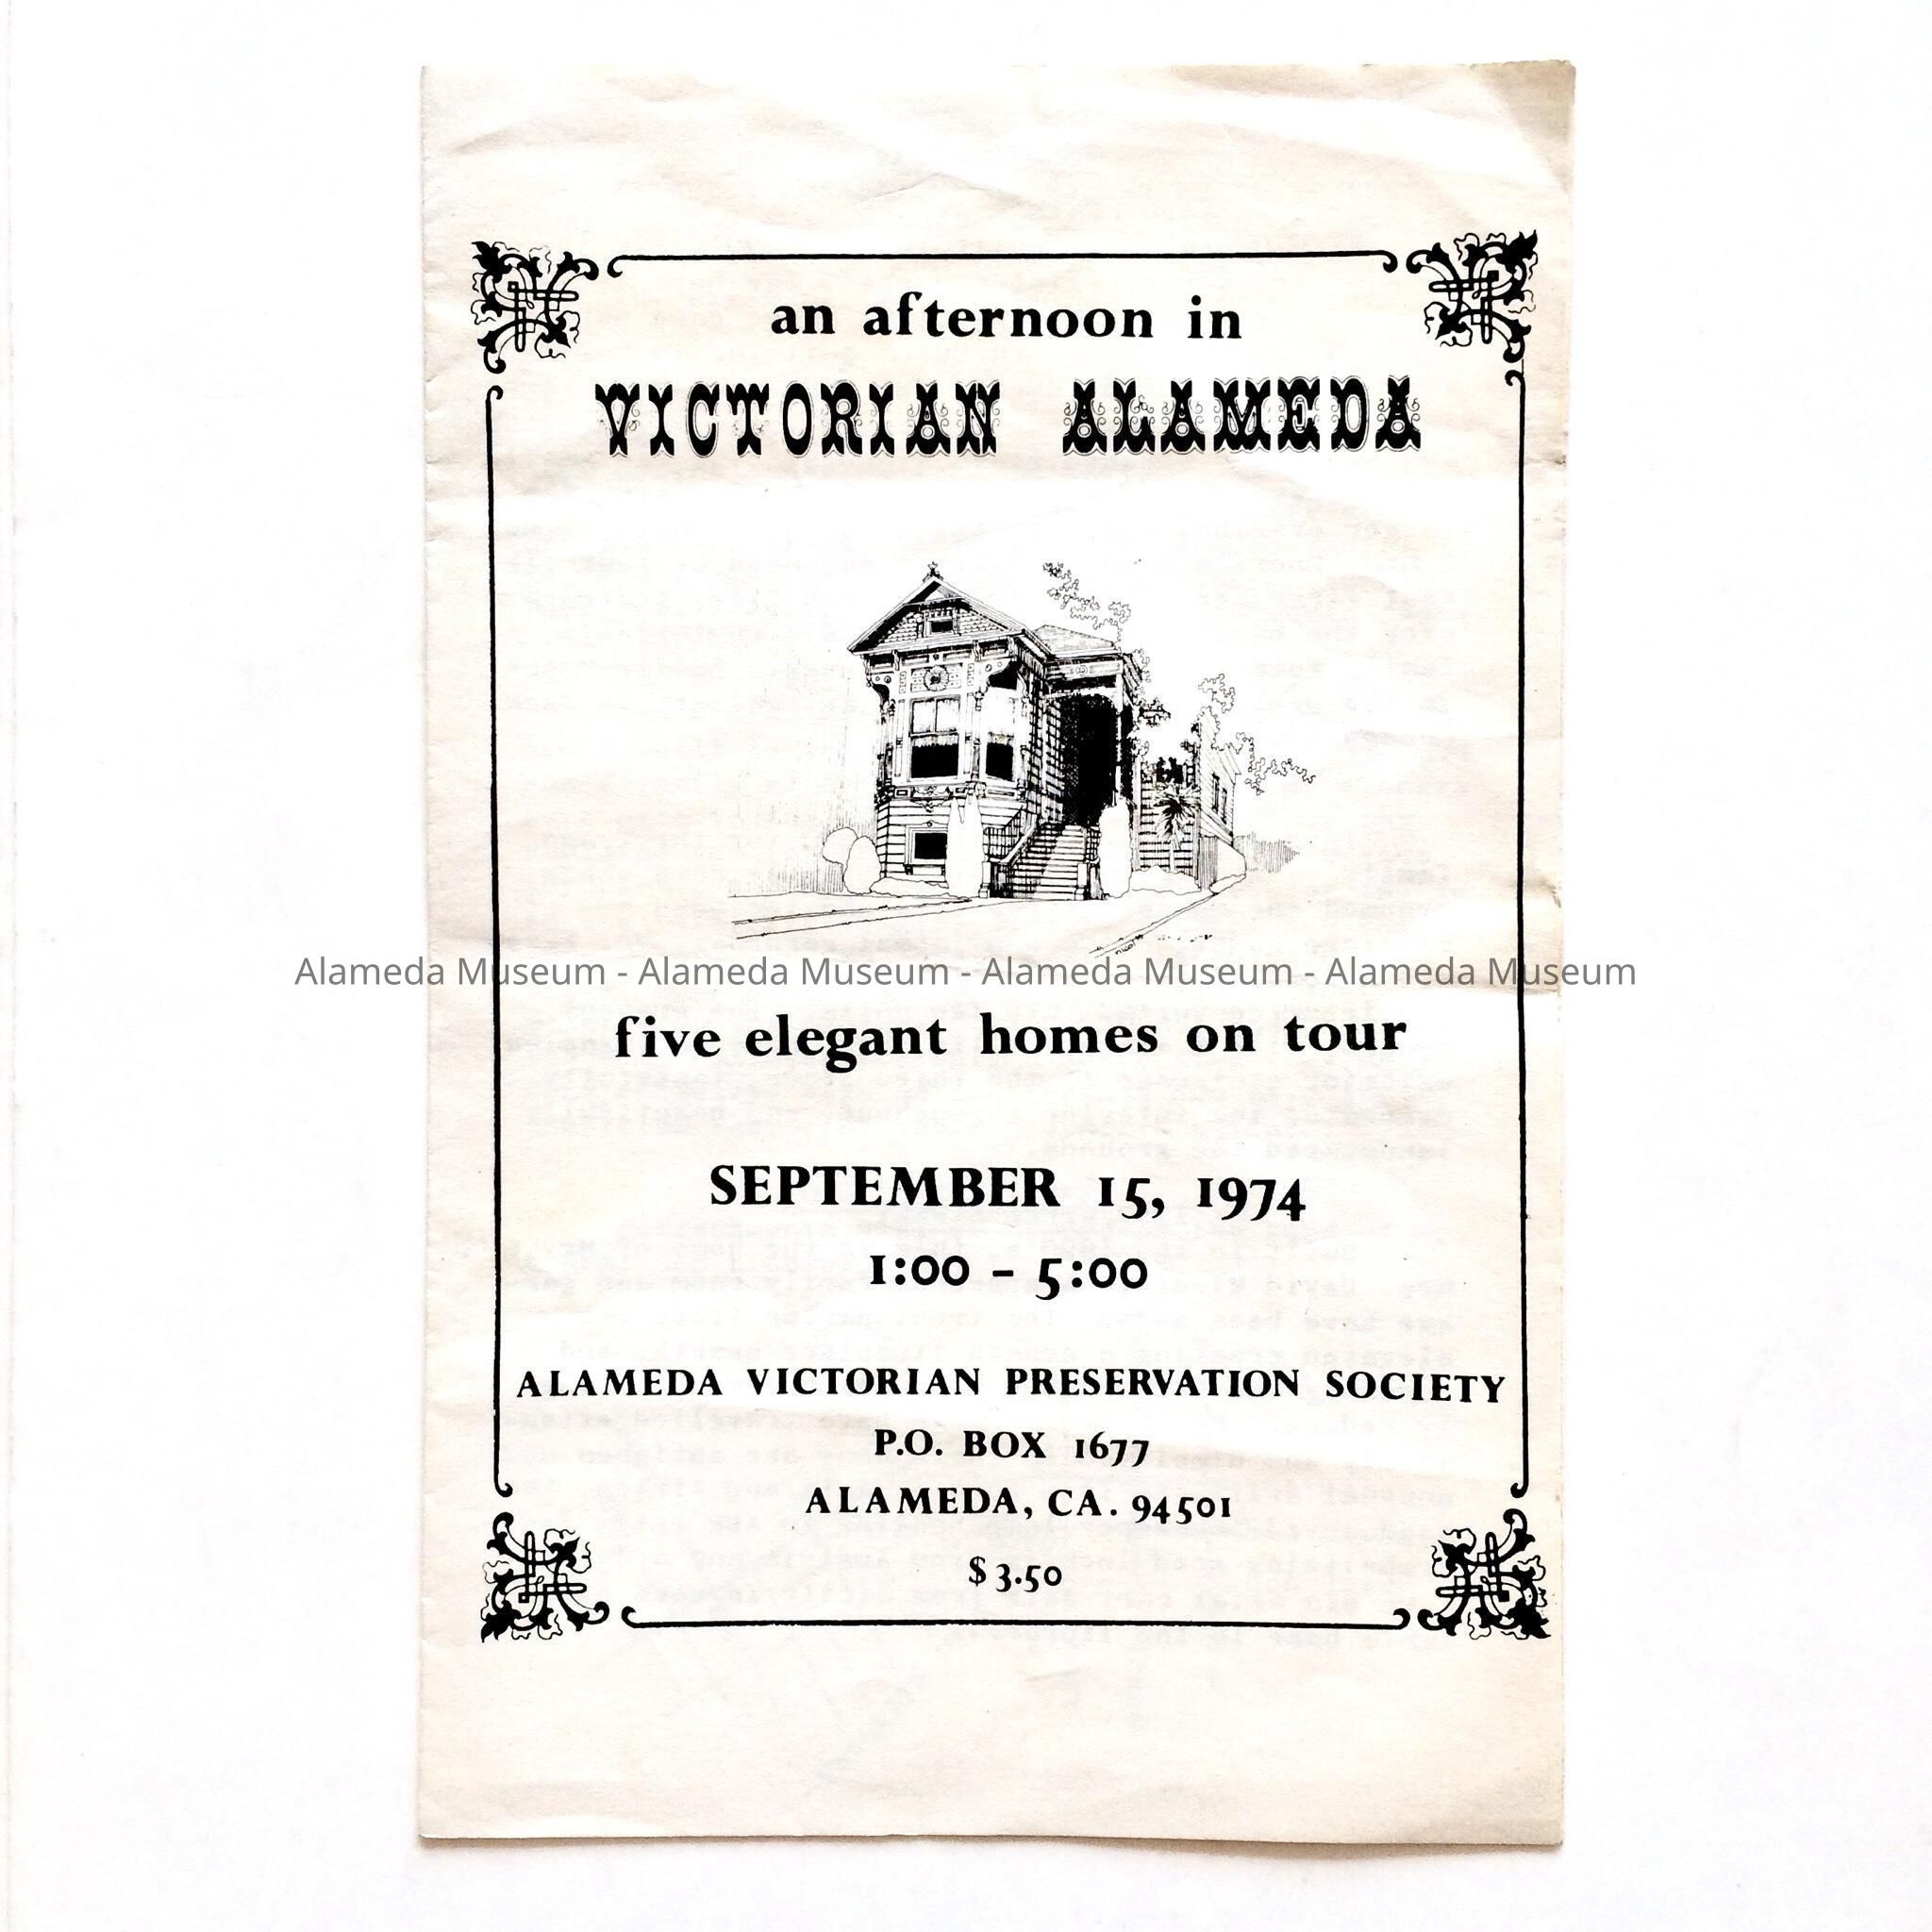 an afternoon in
VICTORIAN ALAMEDA
Alameda Museum - Alameda Museum - Alameda Museum - Alameda Museum
five elegant homes on tour
SEPTEMBER 15, 1974
1:00 - 5:00
ALAMEDA VICTORIAN PRESERVATION SOCIETY
P.O. BOX 1677
ALAMEDA, CA. 94501
$3.50